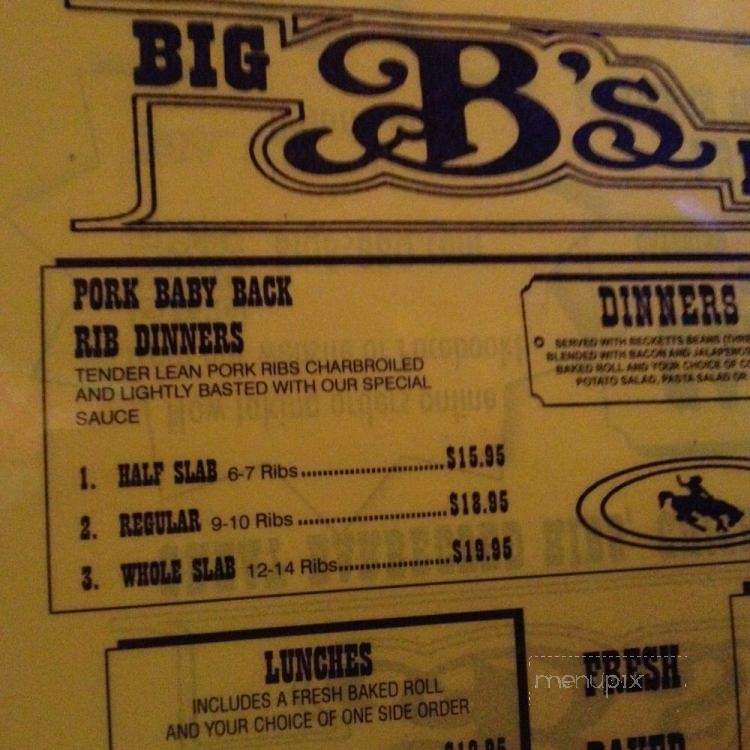 BIG B's
PORK BABY BACK
RIB DINNERS
TENDER LEAN PORK RIBS CHARBROILED
AND LIGHTLY BASTED WITH OUR SPECIAL
SAUCE
1. HALF SLAB 6-7 Ribs..............................$15.95
2. REGULAR 9-10 Ribs ..............................$18.95
3. WHOLE SLAB 12-14 Ribs......................$19.95
DINNERS
SERVED WITH BECKETTS BEANS
BLENDED WITH BACON AND JALAPENOS
BAKED ROLL AND YOUR CHOICE OF
POTATO SALAD, PASTA SALAD OR
LUNCHES
INCLUDES A FRESH BAKED ROLL
AND YOUR CHOICE OF ONE SIDE ORDER
FRESH
BAKED
menupix